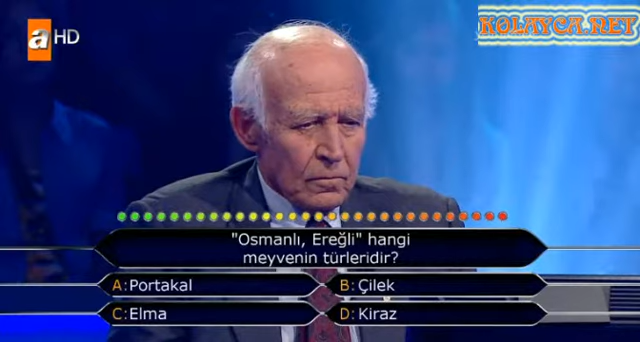 a HD
KOLAYCA.NET
"Osmanlı, Ereğli" hangi
meyvenin türleridir?
A: Portakal
B: Çilek
C: Elma
D: Kiraz